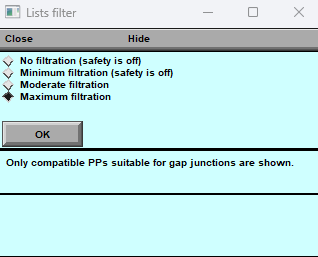 Lists filter
Close Hide
No filtration (safety is off)
Minimum filtration (safety is off)
Moderate filtration
Maximum filtration
OK
Only compatible PPs suitable for gap junctions are shown.